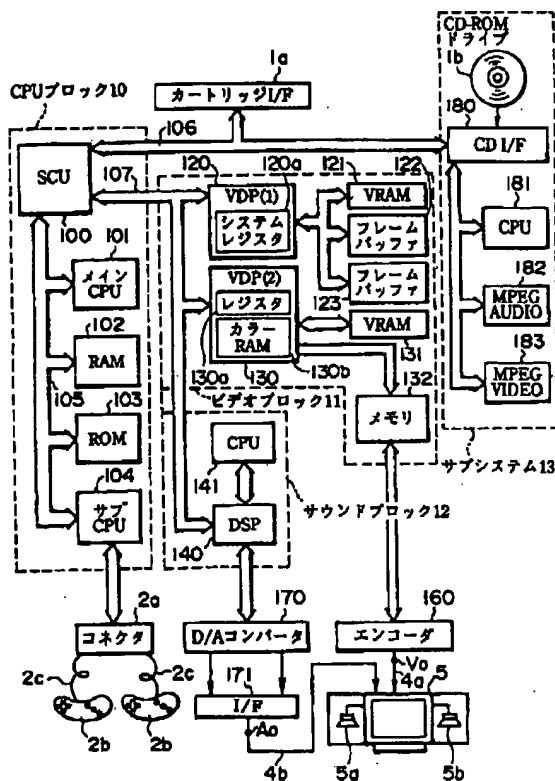 CD-ROM
ドライブ
1b
1a
カートリッジI/F
CPUブロック10
106
180
CD I/F
SCU
107
120
120a
121
122
100
VDP(1)
システム
レジスタ
VRAM
フレーム
バッファ
181
CPU
101
メイン
CPU
VDP(2)
レジスタ
カラー
RAM
フレーム
バッファ
123
182
MPEG
AUDIO
102
RAM
VRAM
131
130a
130
130b
183
MPEG
VIDEO
105
103
ROM
ビデオブロック11
132
メモリ
CPU
141
サブシステム13
104
サブ
CPU
サウンドブロック12
DSP
140
2a
コネクタ
170
D/Aコンバータ
160
エンコーダ
2c
2c
171
I/F
Vo
4a
5
Ao
2b
2b
4b
5a
5b